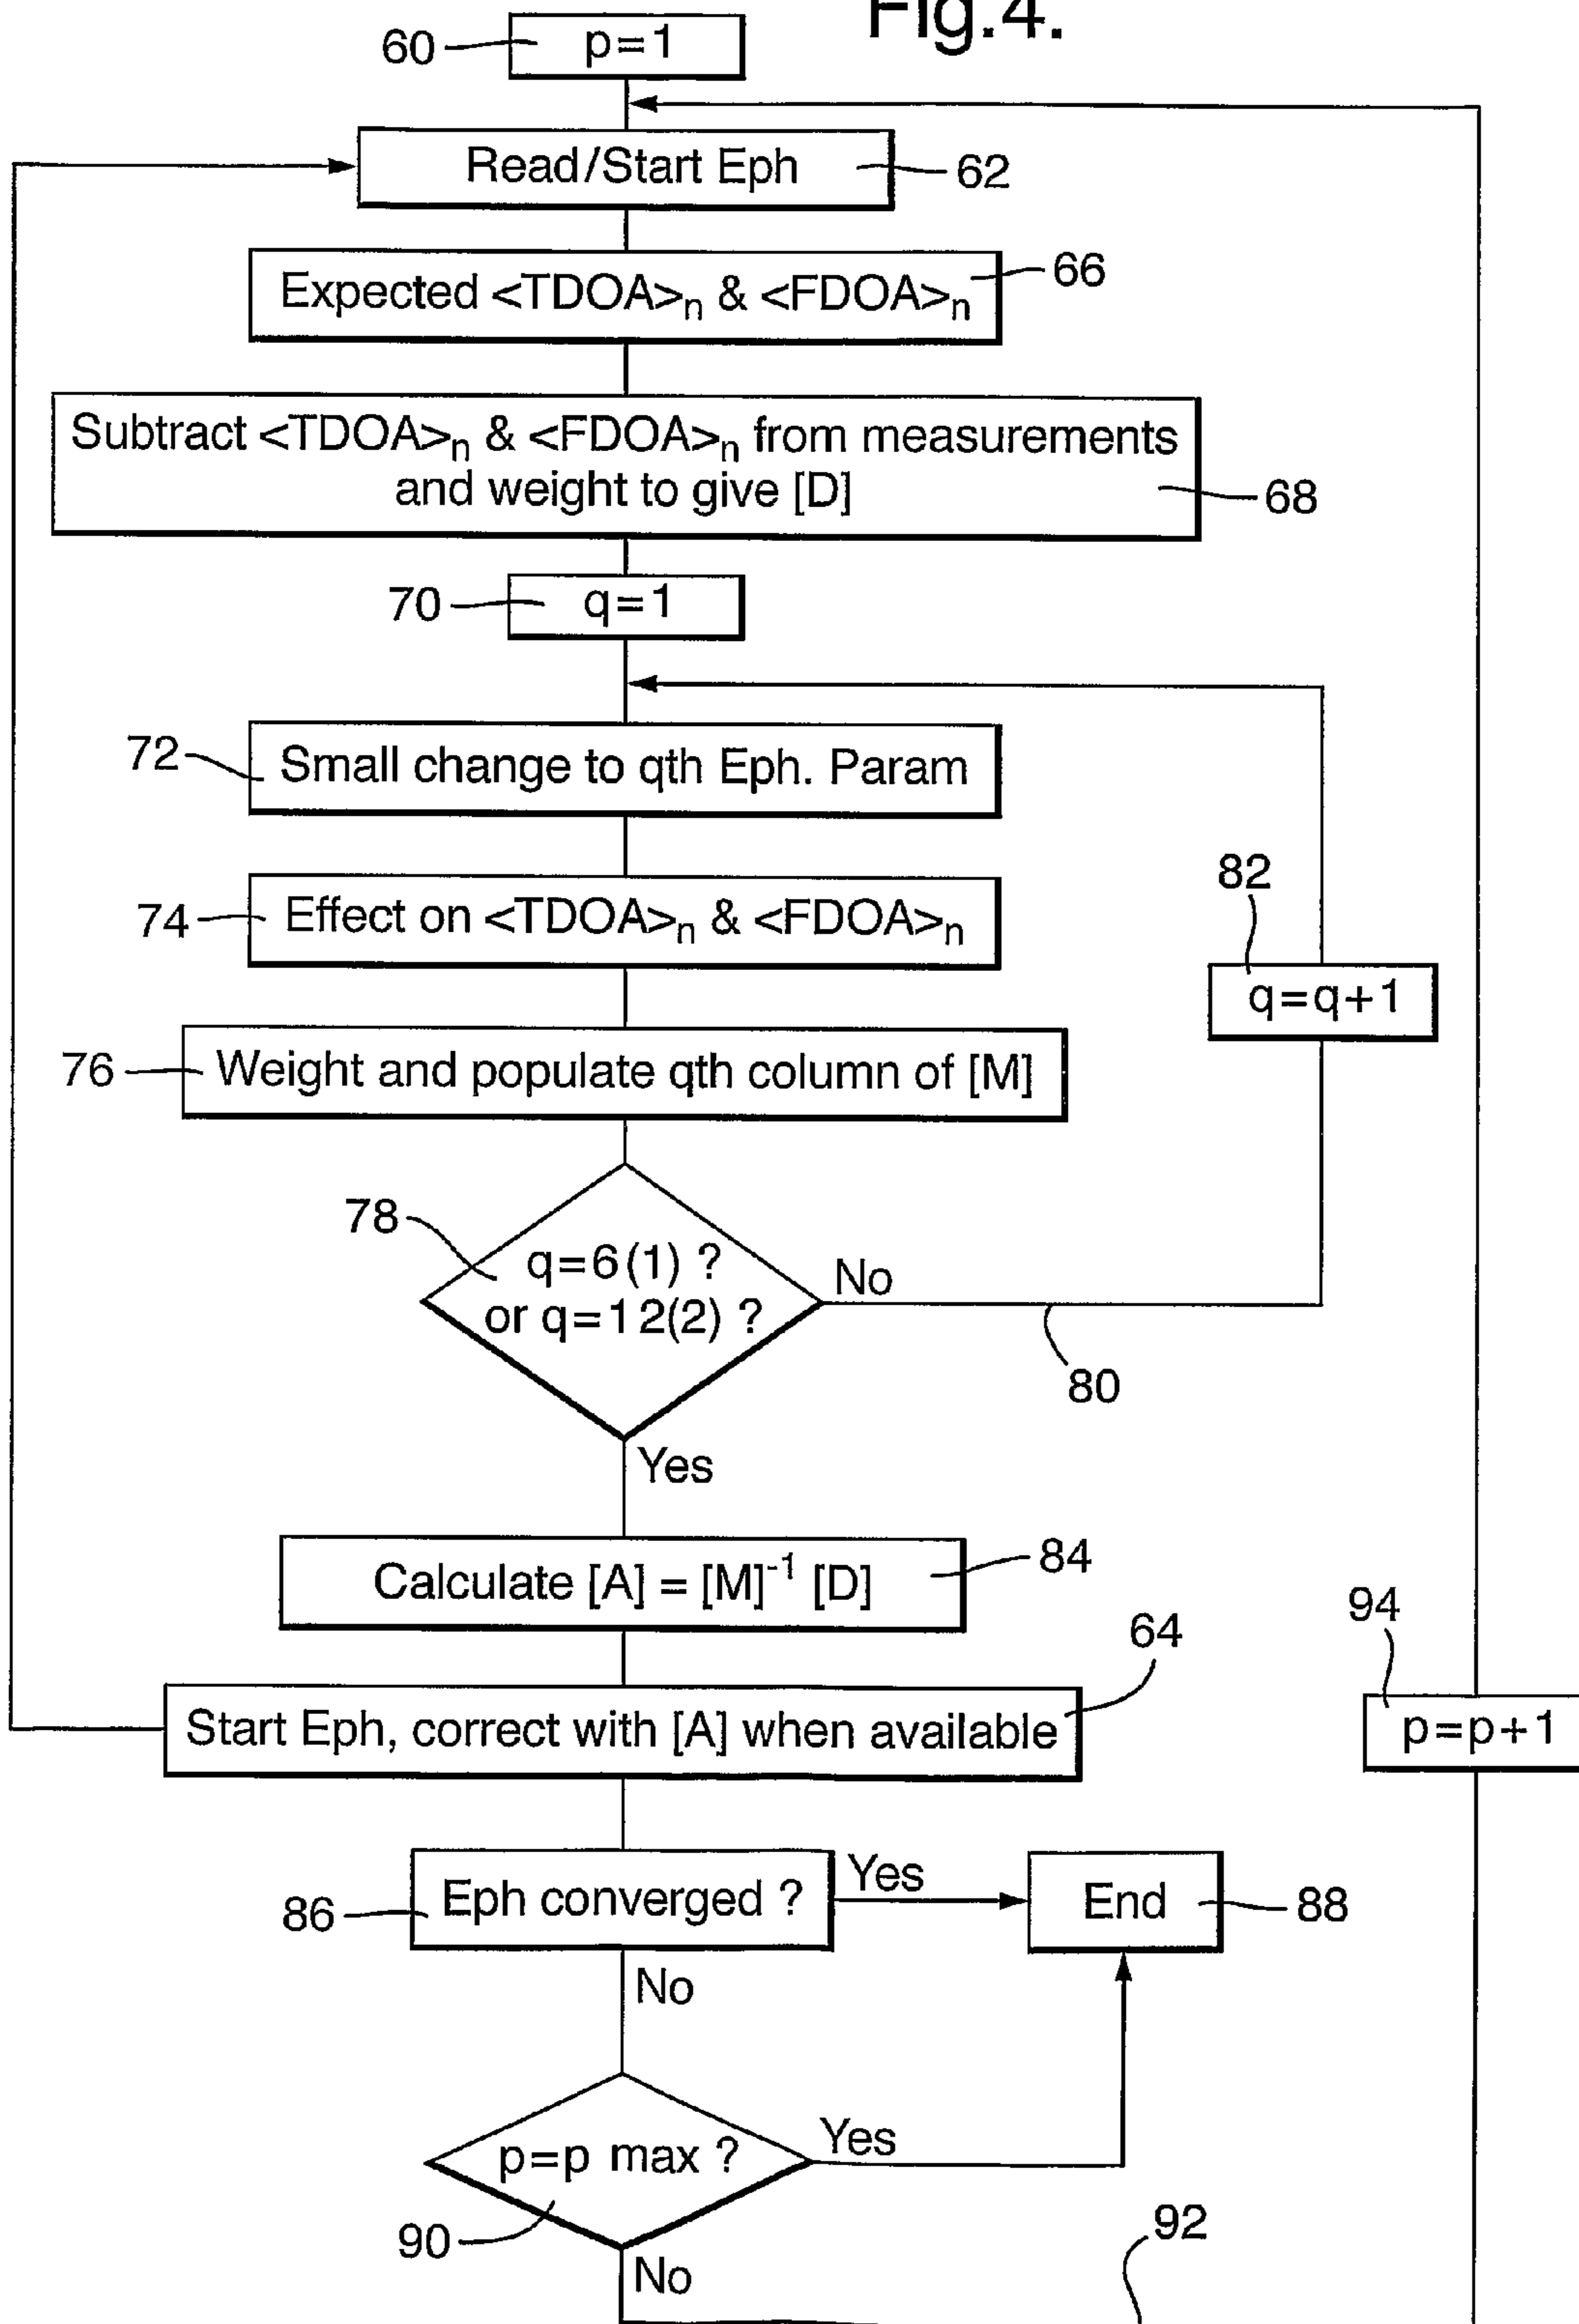 Fig.4.
60
p=1
Read/Start Eph
62
Expected <TDOA>n & <FDOA>n
66
Subtract <TDOA>n & <FDOA>n from measurements
and weight to give [D]
68
70
q=1
72
Small change to qth Eph. Param
74
Effect on <TDOA>n & <FDOA>n
82
q=q+1
76
Weight and populate qth column of [M]
78
q=6(1) ?
or q=12(2) ?
No
80
Yes
Calculate [A] = [M]-1 [D]
84
64
Start Eph, correct with [A] when available
94
p=p+1
86
Eph converged ?
Yes
End
88
No
p=p max ?
Yes
90
No
92